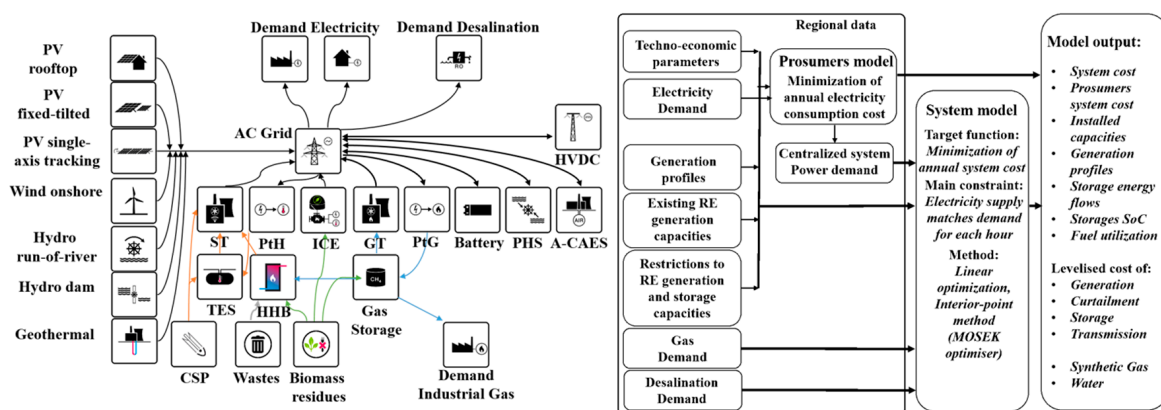 Demand Electricity
Demand Desalination
PV
rooftop
PV
fixed-tilted
PV single-
axis tracking
Wind onshore
Hydro
run-of-river
Hydro dam
Geothermal
RO
AC Grid
HVDC
ST
PtH
ICE
GT
PtG
Battery
PHS
A-CAES
AIR
TES
HHB
CH4
Gas
Storage
CSP
Wastes
Biomass
residues
Demand
Industrial Gas
Regional data
Techno-economic
parameters
Electricity
Demand
Generation
profiles
Existing RE
generation
capacities
Restrictions to
RE generation
and storage
capacities
Gas
Demand
Desalination
Demand
Prosumers model
Minimization of
annual electricity
consumption cost
Centralized system
Power demand
System model
Target function:
Minimization of
annual system cost
Main constraint:
Electricity supply
matches demand
for each hour
Method:
Linear
optimization,
Interior-point
method
(MOSEK
optimiser)
Model output:
• System cost
• Prosumers
system cost
• Installed
capacities
• Generation
profiles
• Storage energy
flows
• Storages SoC
• Fuel utilization
Levelised cost of:
• Generation
• Curtailment
• Storage
• Transmission
• Synthetic Gas
• Water